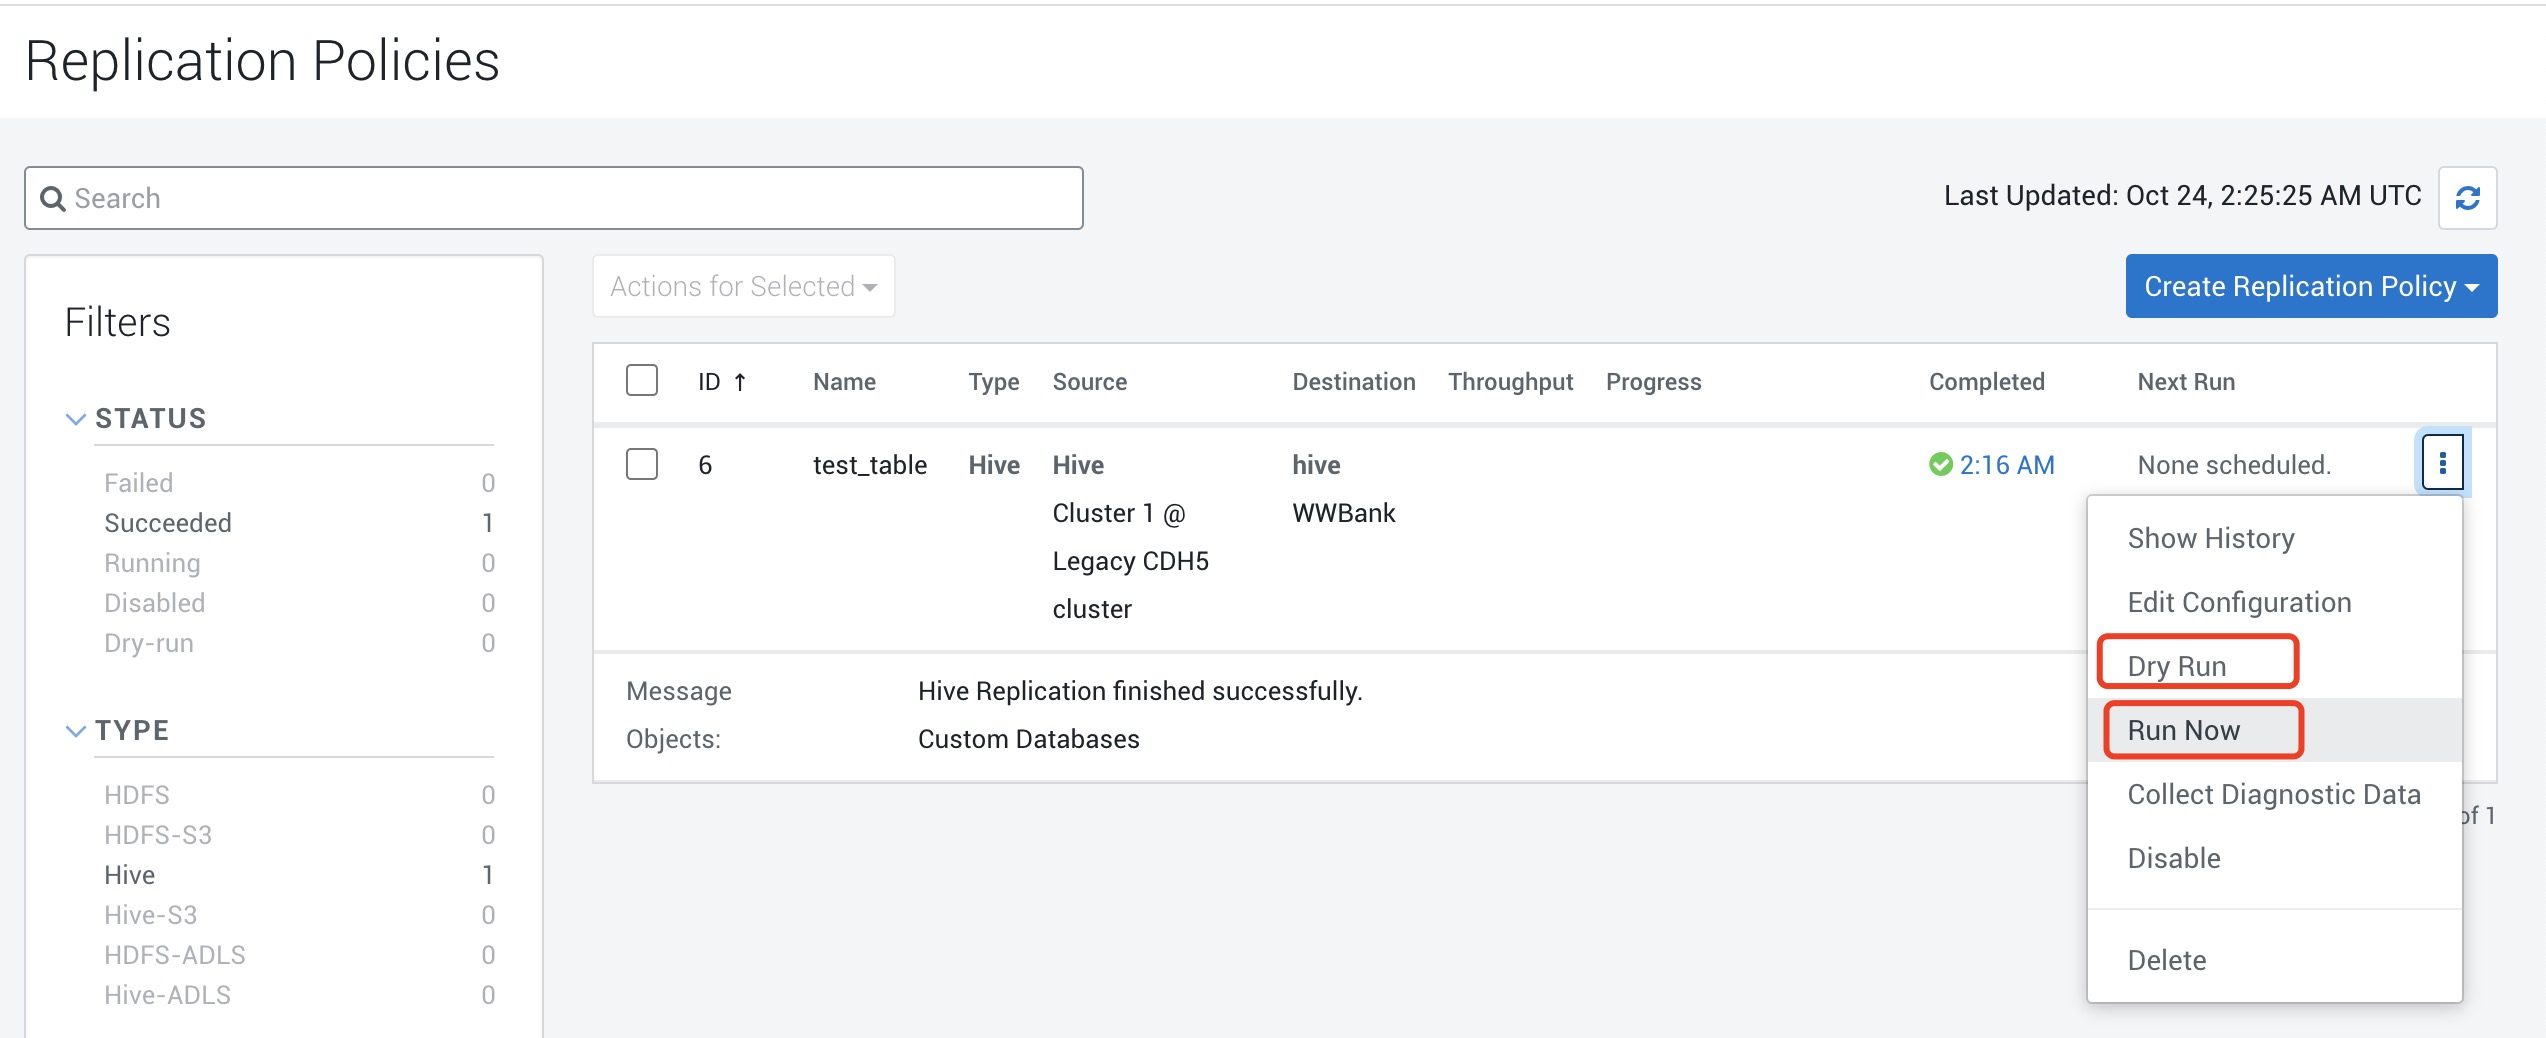 Replication Policies
Search
Last Updated: Oct 24, 2:25:25 AM UTC
Filters
STATUS
Failed 0
Succeeded 1
Running 0
Disabled 0
Dry-run 0
TYPE
HDFS 0
HDFS-S3 0
Hive 1
Hive-S3 0
HDFS-ADLS 0
Hive-ADLS 0
Actions for Selected
Create Replication Policy
ID ↑ Name Type Source Destination Throughput Progress Completed Next Run
6 test_table Hive Hive hive 2:16 AM None scheduled.
Cluster 1 @ WWBank
Legacy CDH5
cluster
Message Hive Replication finished successfully.
Objects: Custom Databases
Show History
Edit Configuration
Dry Run
Run Now
Collect Diagnostic Data
Disable
Delete
of 1